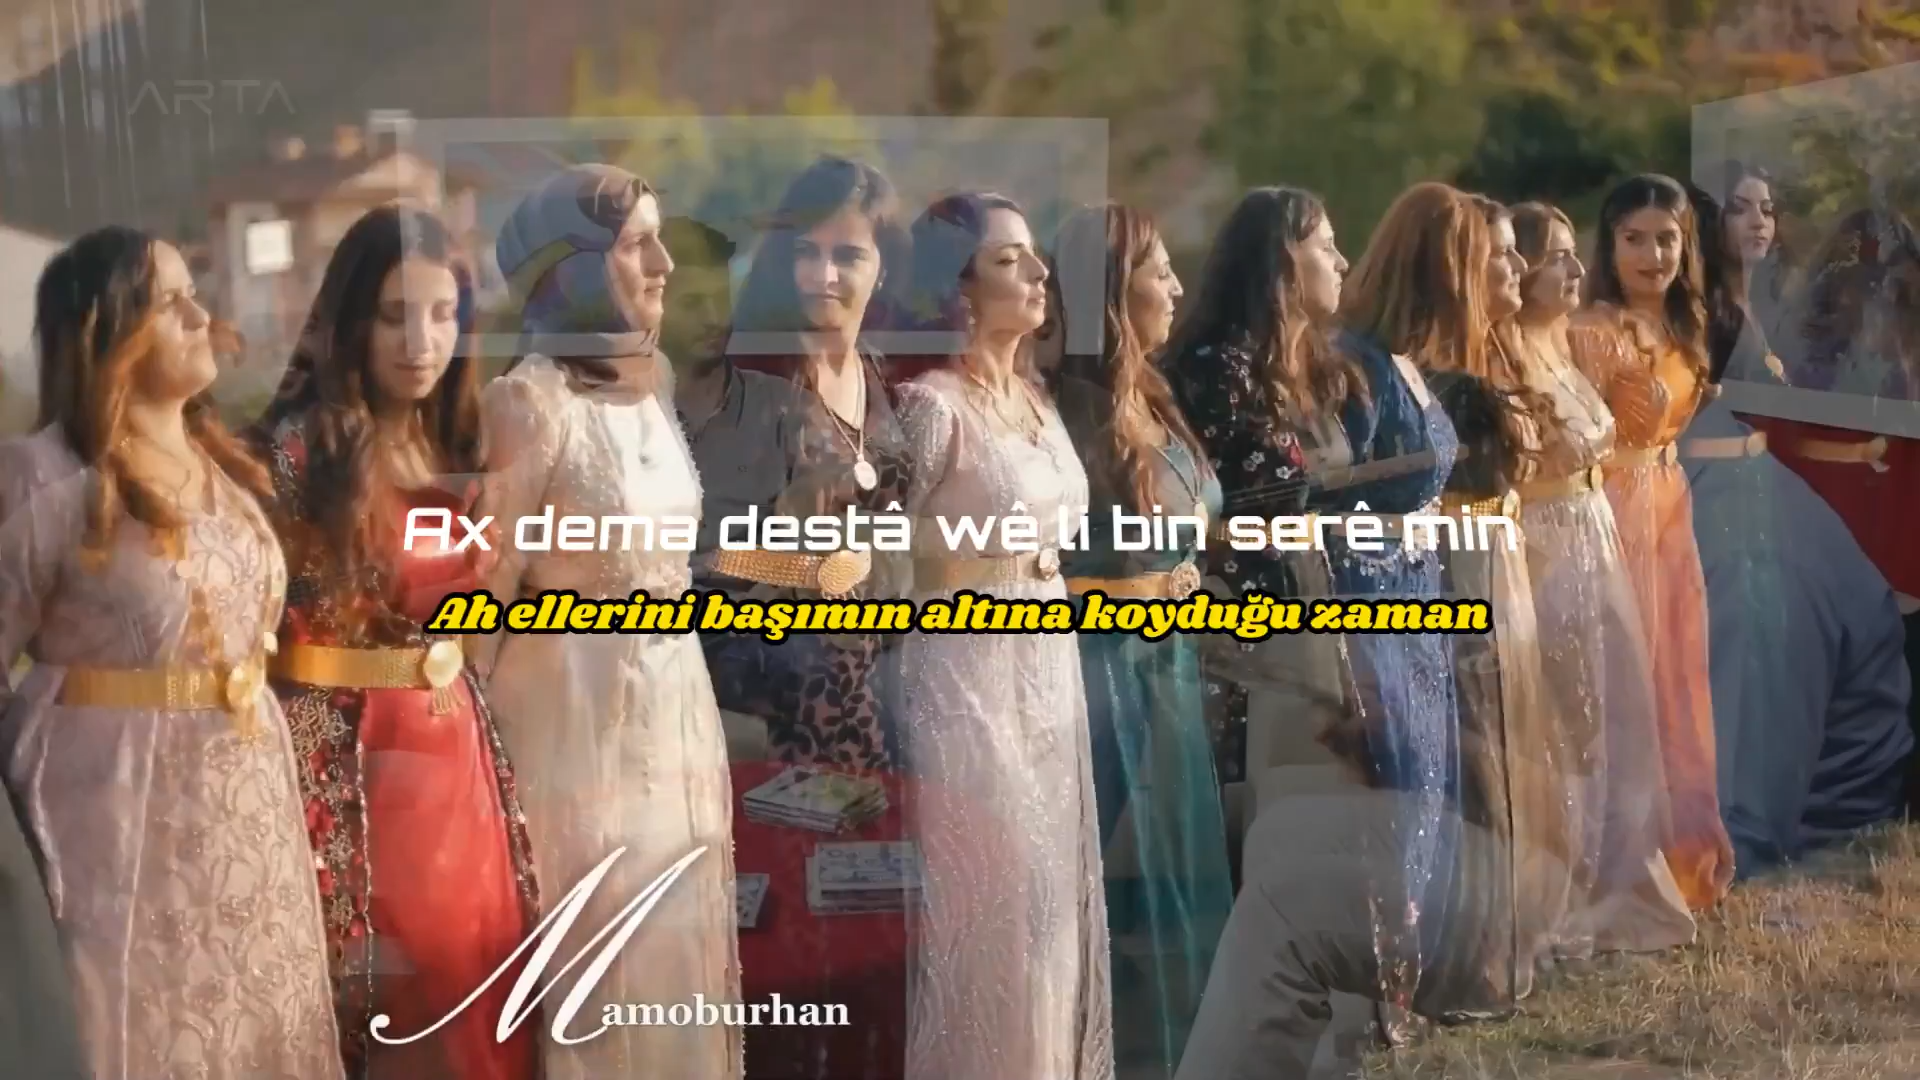 ARTA
Ax dema destâ wê li bin serê min
Ah ellerini başımın altına koyduğu zaman
Mamoburhan